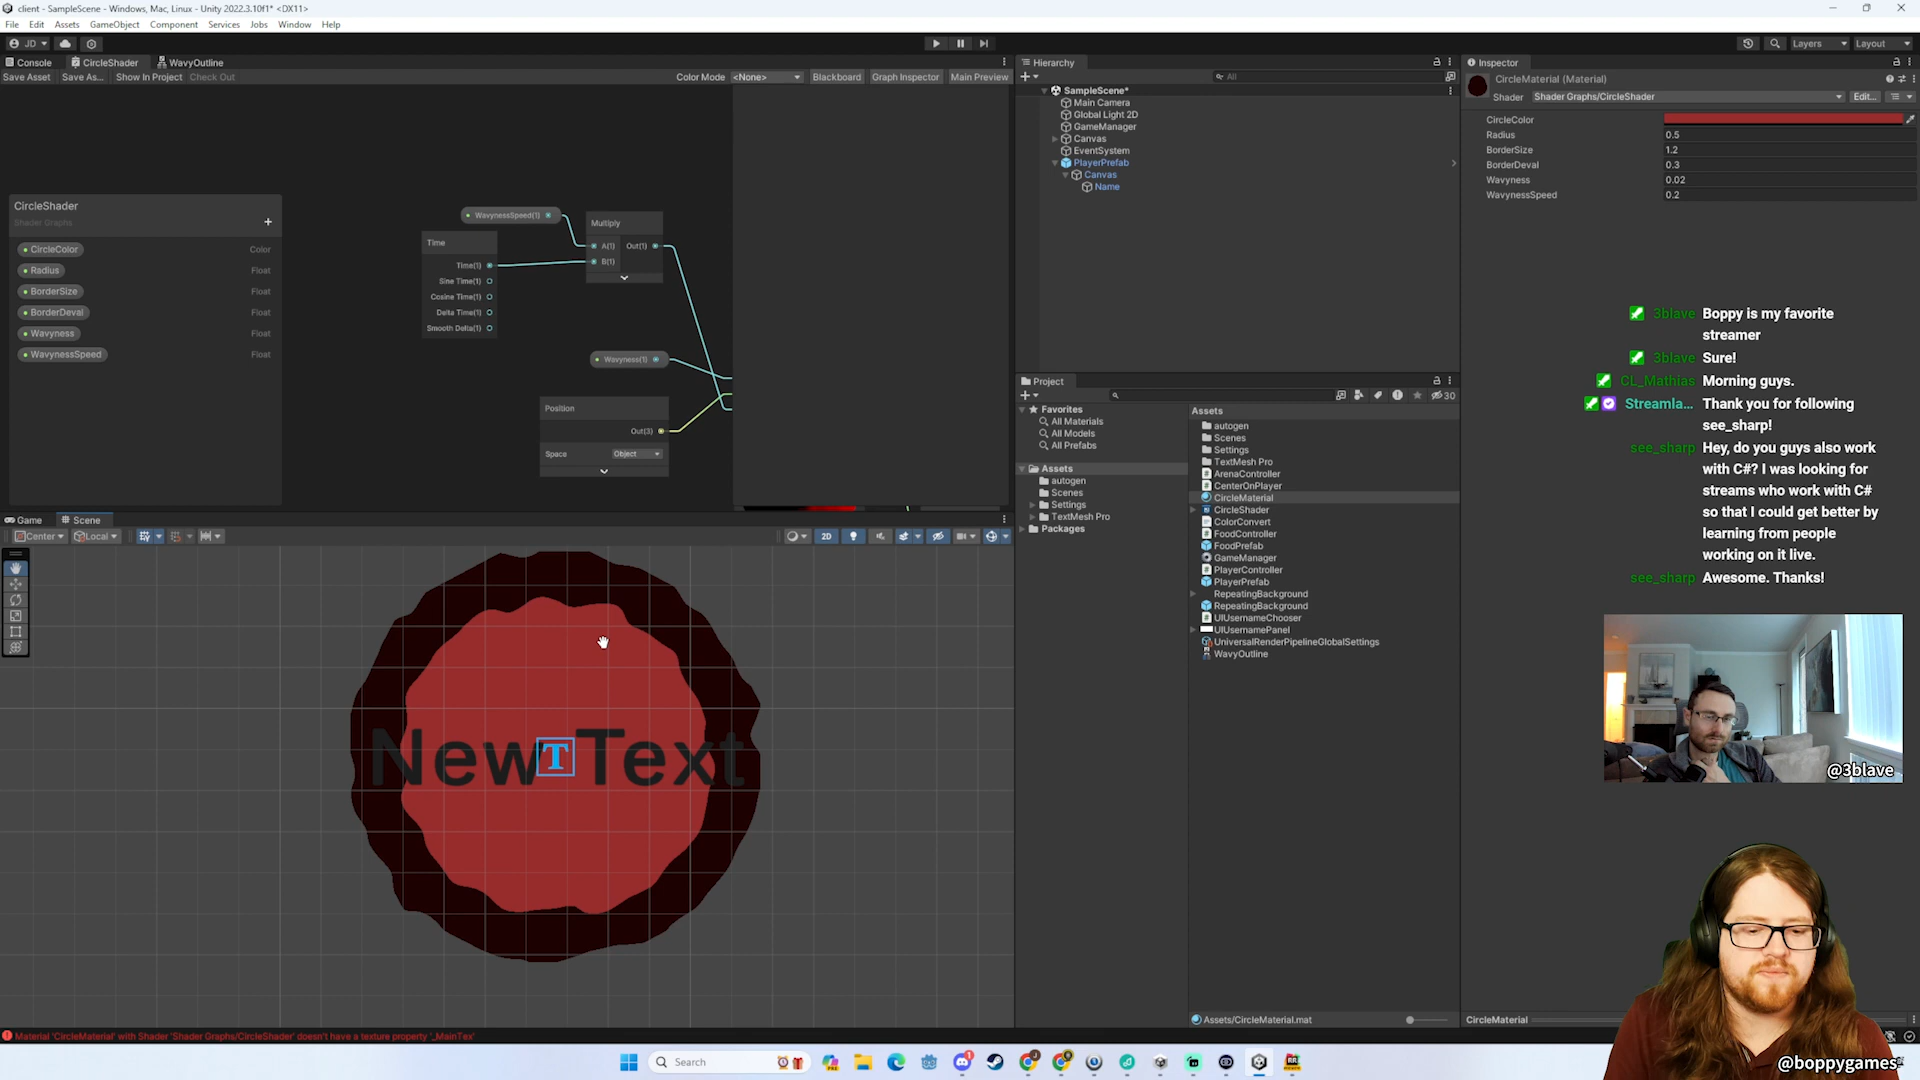 client - SampleScene - Windows, Mac, Linux - Unity 2022.3.10f1* <DX11>
File Edit Assets GameObject Component Services Jobs Window Help
JD
Layers Layout
Console CircleShader WavyOutline
Save Asset Save As... Show In Project Check Out
Color Mode <None> Blackboard Graph Inspector Main Preview
CircleShader
Shader Graphs
CircleColor Color
Radius Float
BorderSize Float
BorderDeval Float
Wavyness Float
WavynessSpeed Float
WavynessSpeed(1)
Multiply
A(1) Out(1)
B(1)
Time
Time(1)
Sine Time(1)
Cosine Time(1)
Delta Time(1)
Smooth Delta(1)
Wavyness(1)
Position
Out(3)
Space Object
Game Scene
Center Local
2D
New Text
T
Material 'CircleMaterial' with Shader 'Shader Graphs/CircleShader' doesn't have a texture property '_MainTex'
Hierarchy
All
SampleScene*
Main Camera
Global Light 2D
GameManager
Canvas
EventSystem
PlayerPrefab
Canvas
Name
Project
30
Favorites
All Materials
All Models
All Prefabs
Assets
autogen
Scenes
Settings
TextMesh Pro
Packages
Assets
autogen
Scenes
Settings
TextMesh Pro
ArenaController
CenterOnPlayer
CircleMaterial
CircleShader
ColorConvert
FoodController
FoodPrefab
GameManager
PlayerController
PlayerPrefab
RepeatingBackground
RepeatingBackground
UIUsernameChooser
UIUsernamePanel
UniversalRenderPipelineGlobalSettings
WavyOutline
Assets/CircleMaterial.mat
Inspector
CircleMaterial (Material)
Shader Shader Graphs/CircleShader Edit...
CircleColor
Radius 0.5
BorderSize 1.2
BorderDeval 0.3
Wavyness 0.02
WavynessSpeed 0.2
3blave Boppy is my favorite
streamer
3blave Sure!
CL_Mathias Morning guys.
Streamla... Thank you for following
see_sharp!
see_sharp Hey, do you guys also work
with C#? I was looking for
streams who work with C#
so that I could get better by
learning from people
working on it live.
see_sharp Awesome. Thanks!
@3blave
CircleMaterial
@boppygames
Search